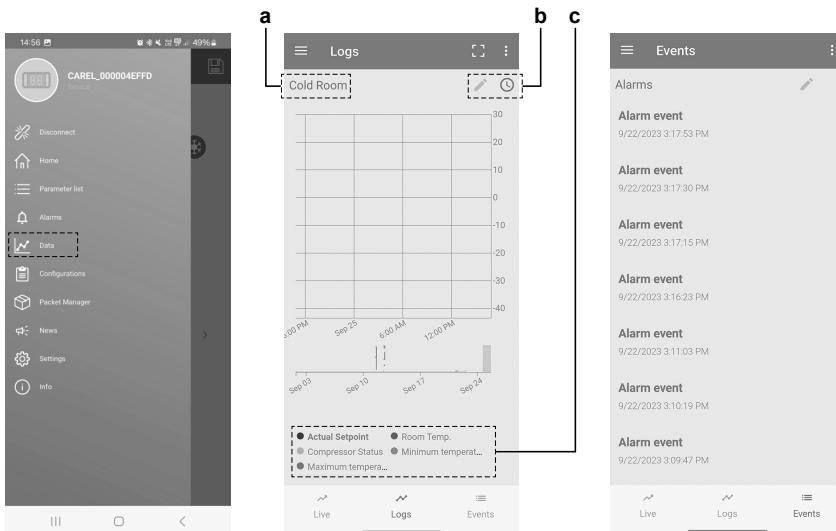 a
b
c
14:56
49%
CAREL_000004EFFD
Service
Disconnect
Home
Parameter list
Alarms
Data
Configurations
Packet Manager
News
Settings
Info
Logs
Cold Room
30
20
10
0
-10
-20
-30
-40
6:00 PM
Sep 25
6:00 AM
12:00 PM
Sep 03
Sep 10
Sep 17
Sep 24
Actual Setpoint
Room Temp.
Compressor Status
Minimum temperat...
Maximum tempera...
Live
Logs
Events
Events
Alarms
Alarm event
9/22/2023 3:17:53 PM
Alarm event
9/22/2023 3:17:30 PM
Alarm event
9/22/2023 3:17:15 PM
Alarm event
9/22/2023 3:16:23 PM
Alarm event
9/22/2023 3:11:03 PM
Alarm event
9/22/2023 3:10:19 PM
Alarm event
9/22/2023 3:09:47 PM
Live
Logs
Events